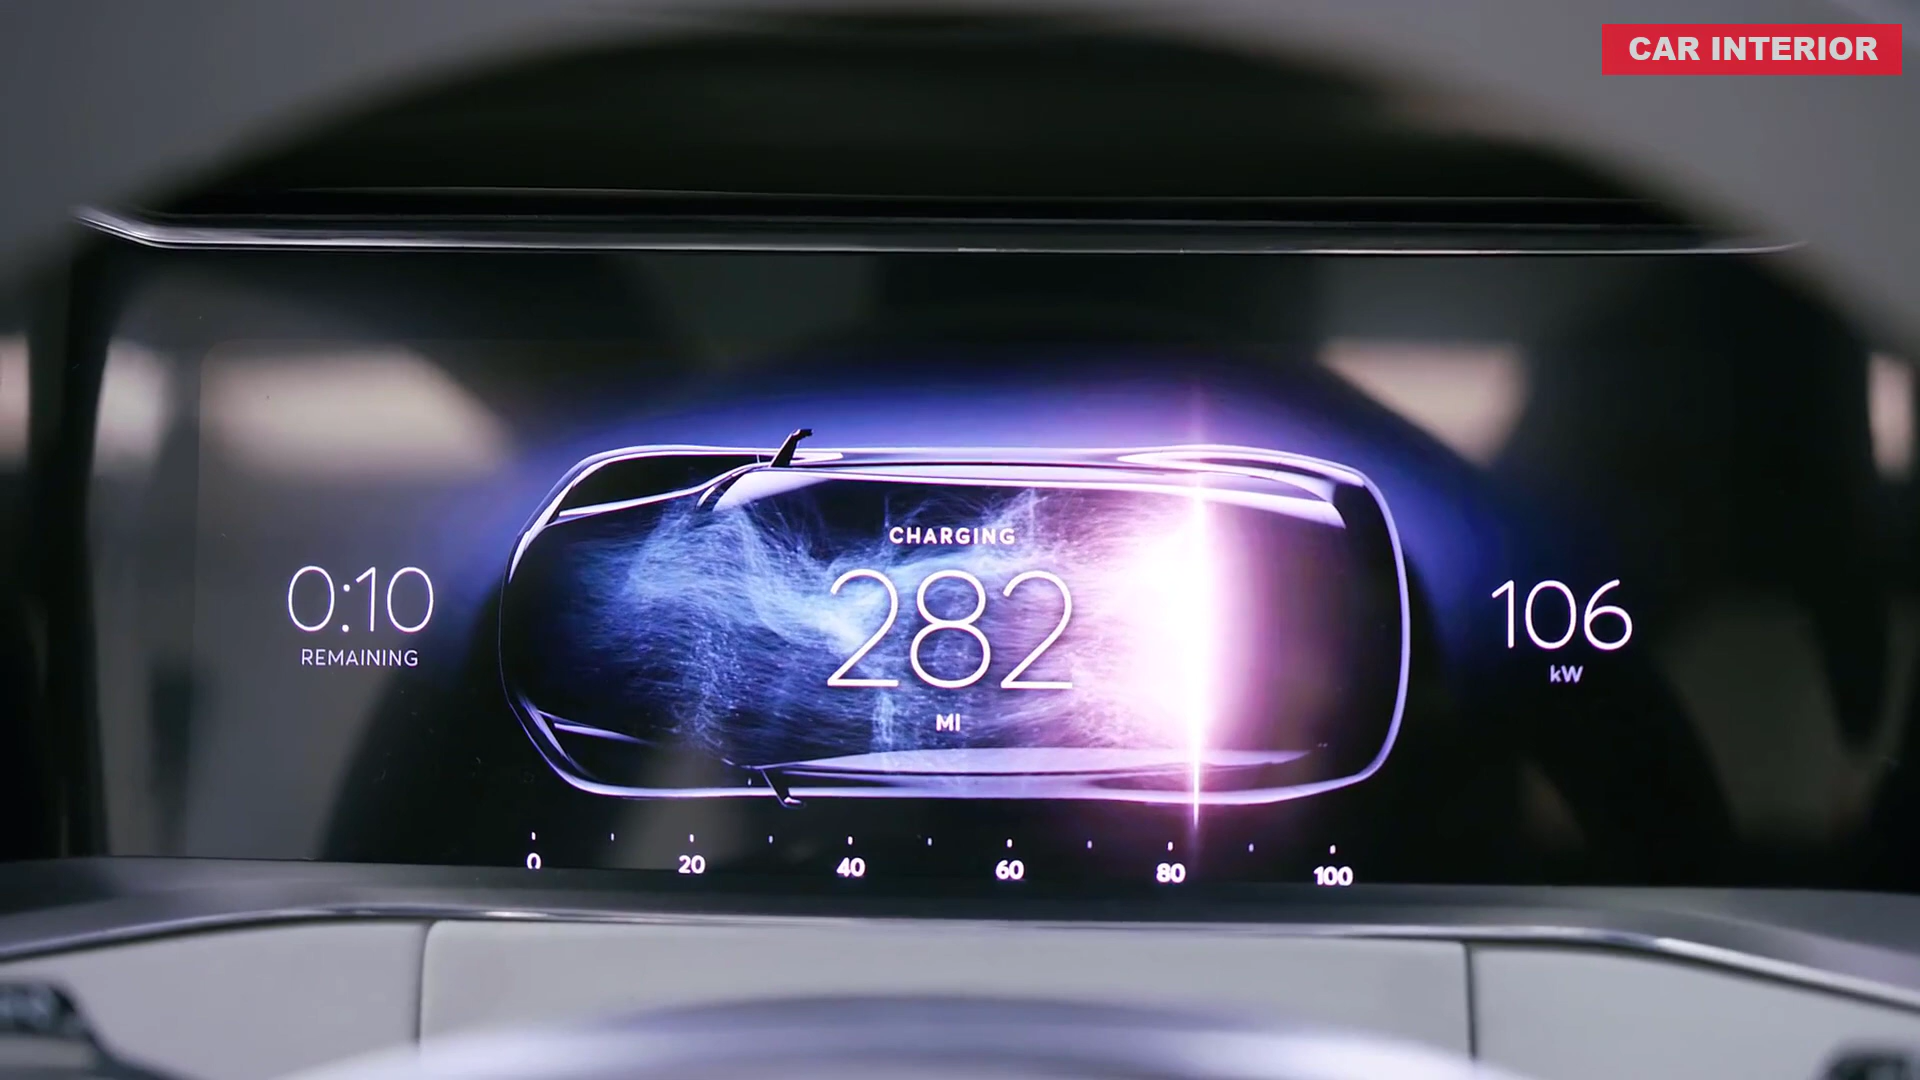 CAR INTERIOR
CHARGING
282
MI
0:10
REMAINING
106
kW
0 20 40 60 80 100